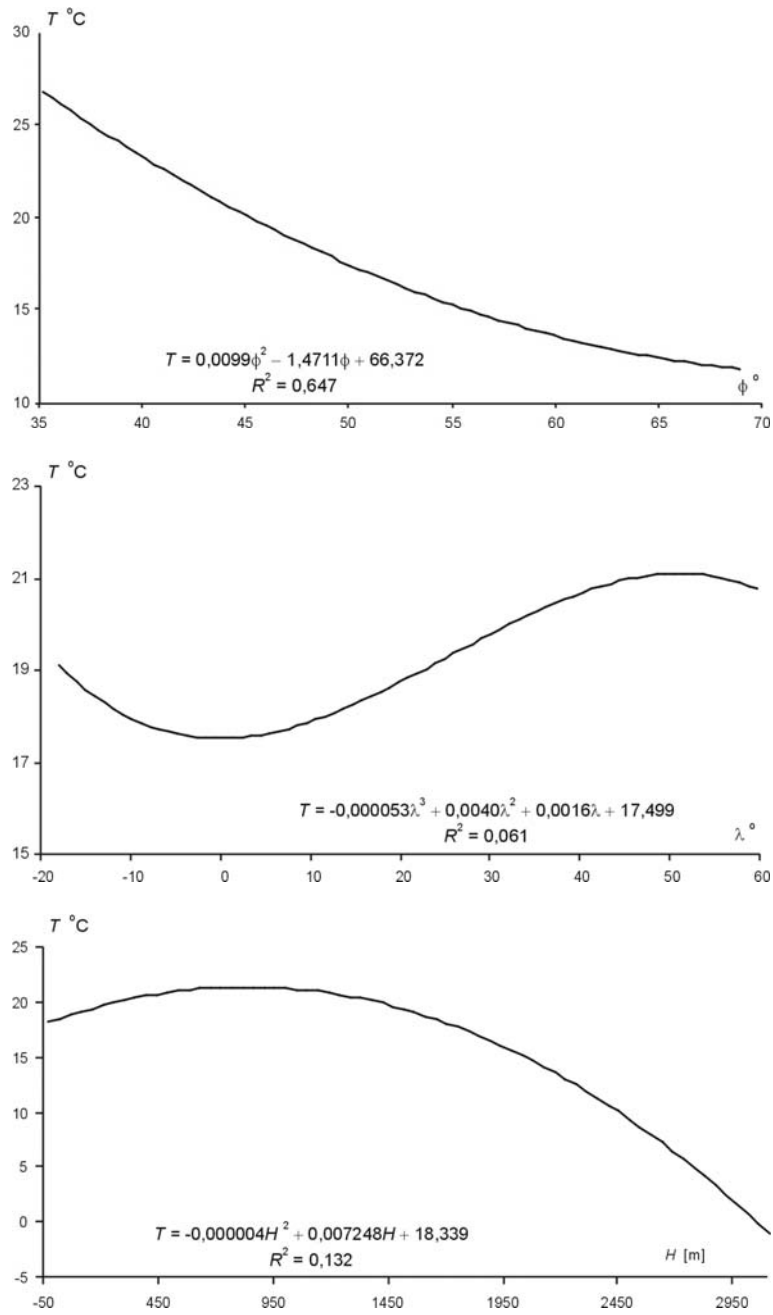 T °C
30
25
20
15
10
T = 0,0099ϕ² − 1,4711ϕ + 66,372
R² = 0,647
ϕ °
35 40 45 50 55 60 65 70
T °C
23
21
19
17
15
T = -0,000053λ³ + 0,0040λ² + 0,0016λ + 17,499
R² = 0,061
λ °
-20 -10 0 10 20 30 40 50 60
T °C
25
20
15
10
5
0
-5
T = -0,000004H² + 0,007248H + 18,339
R² = 0,132
H [m]
-50 450 950 1450 1950 2450 2950